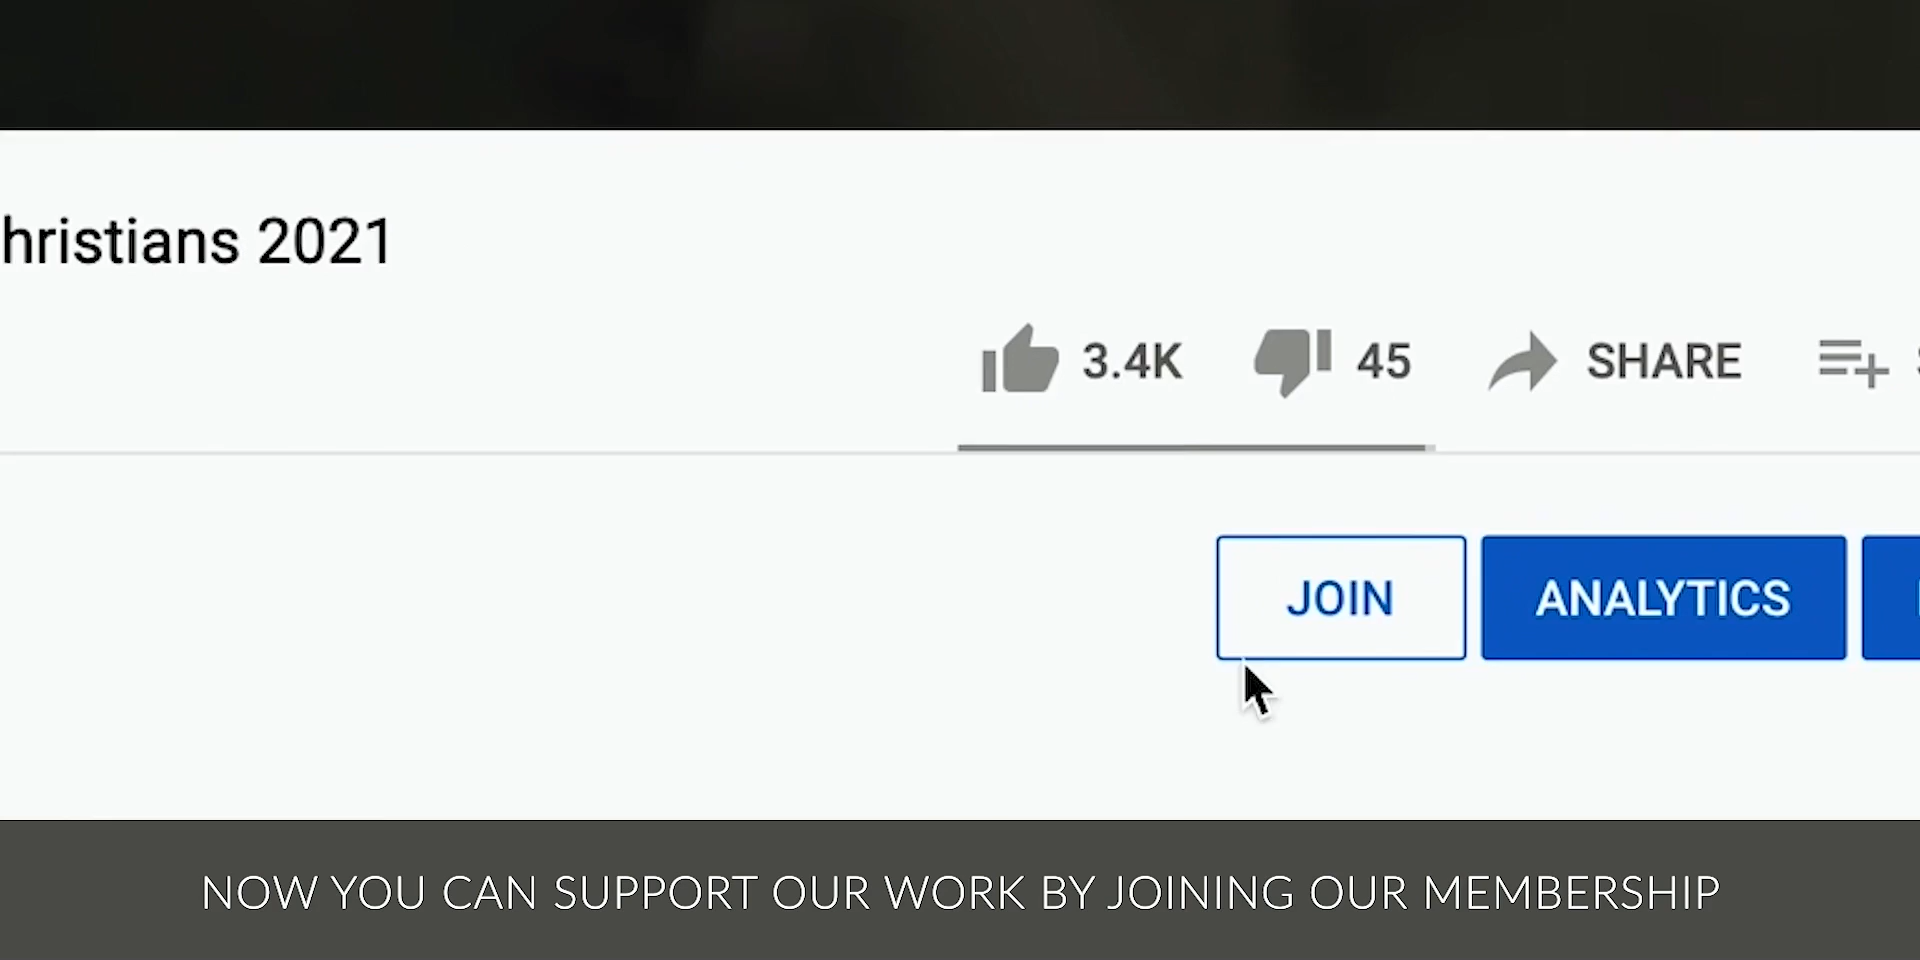 hristians 2021
3.4K 45 SHARE
JOIN ANALYTICS
NOW YOU CAN SUPPORT OUR WORK BY JOINING OUR MEMBERSHIP